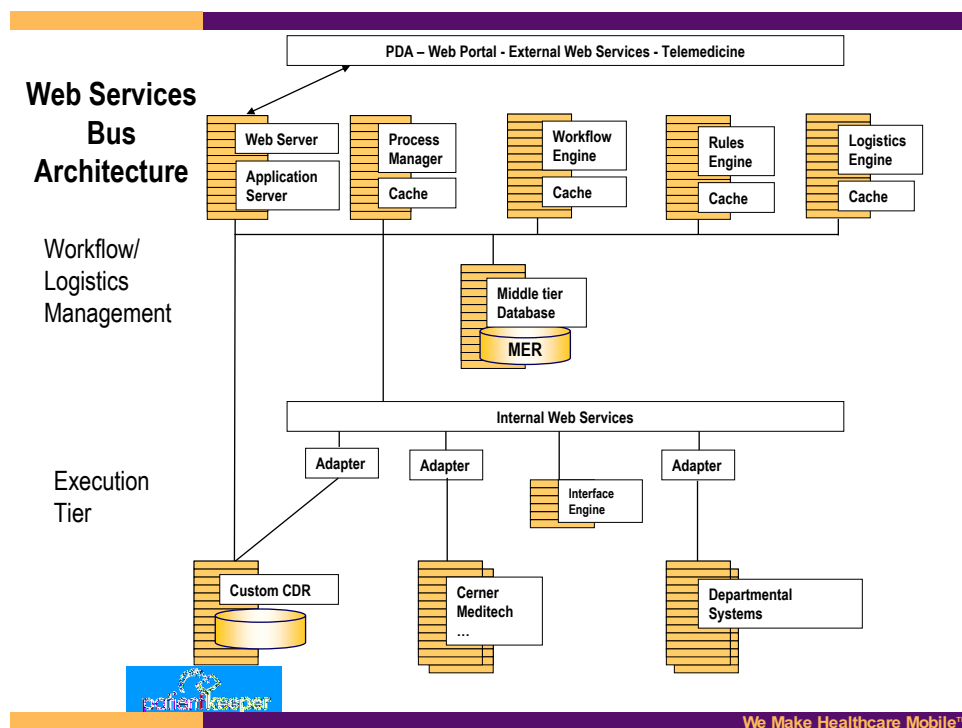 PDA – Web Portal - External Web Services - Telemedicine
Web Services
Bus
Architecture
Web Server
Application
Server
Process
Manager
Cache
Workflow
Engine
Cache
Rules
Engine
Cache
Logistics
Engine
Cache
Workflow/
Logistics
Management
Middle tier
Database
MER
Internal Web Services
Adapter
Adapter
Adapter
Interface
Engine
Execution
Tier
Custom CDR
Cerner
Meditech
…
Departmental
Systems
patientkeeper
We Make Healthcare Mobile™